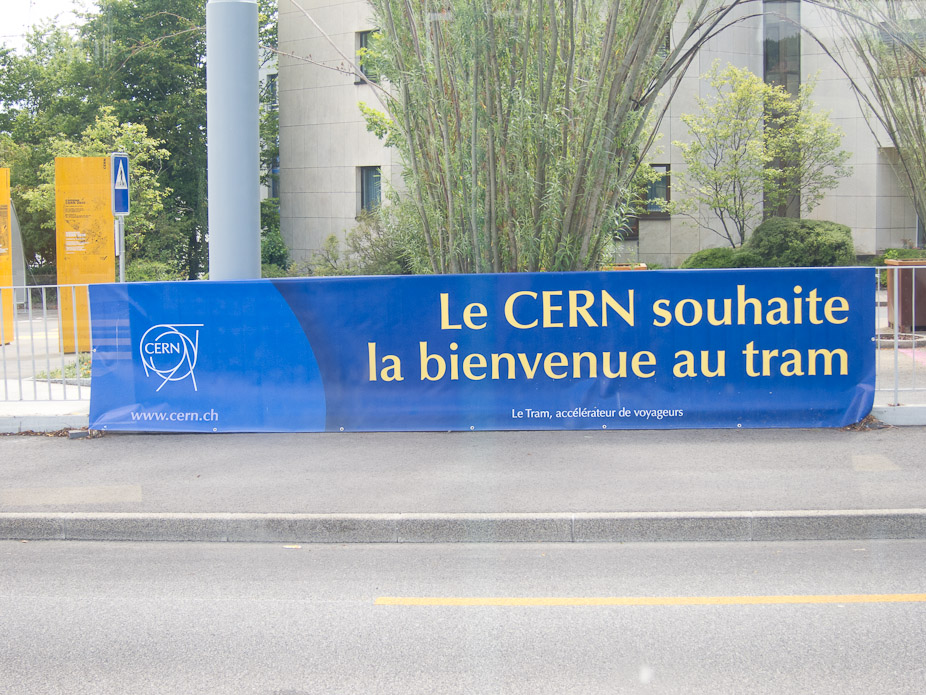 CERN
www.cern.ch
Le CERN souhaite
la bienvenue au tram
Le Tram, accélérateur de voyageurs